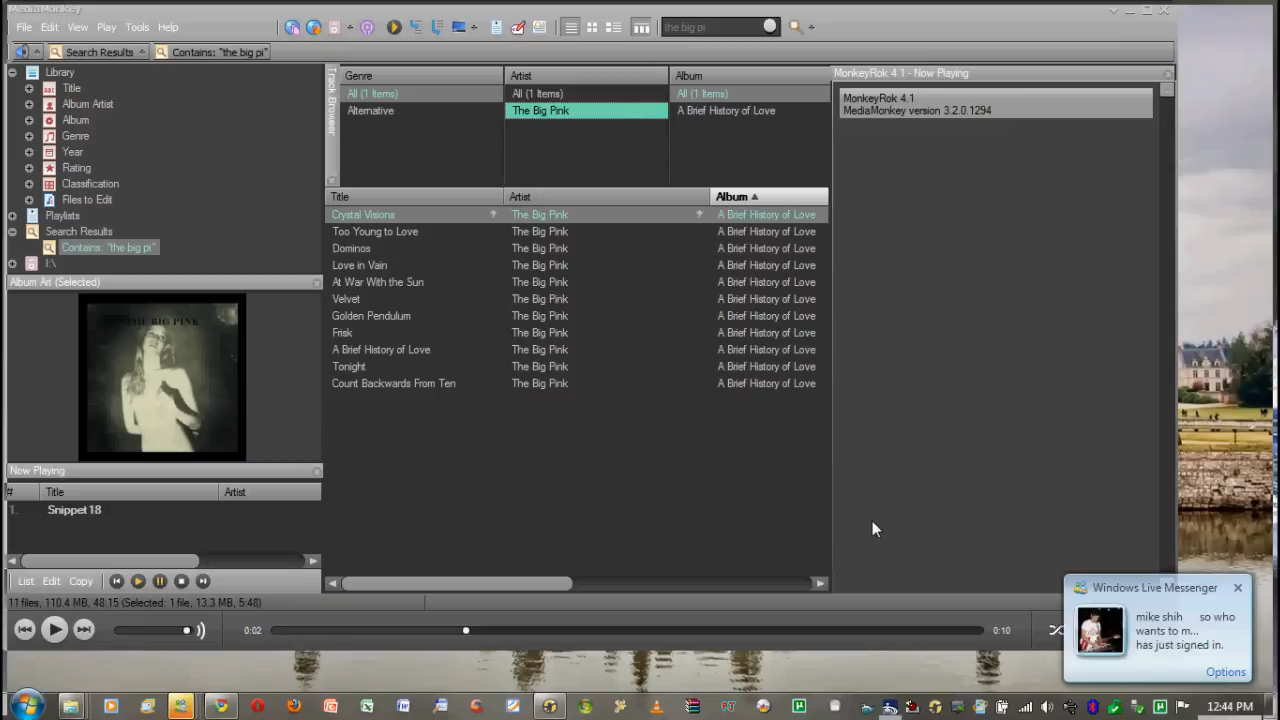 MediaMonkey
File Edit View Play Tools Help
the big pi
Search Results Contains: "the big pi"
Library
Title
Album Artist
Album
Genre
Year
Rating
Classification
Files to Edit
Playlists
Search Results
Contains: "the big pi"
I:\
Track Browser
Genre Artist Album
All (1 Items) All (1 Items) All (1 Items)
Alternative The Big Pink A Brief History of Love
Title Artist Album
Crystal Visions The Big Pink A Brief History of Love
Too Young to Love The Big Pink A Brief History of Love
Dominos The Big Pink A Brief History of Love
Love in Vain The Big Pink A Brief History of Love
At War With the Sun The Big Pink A Brief History of Love
Velvet The Big Pink A Brief History of Love
Golden Pendulum The Big Pink A Brief History of Love
Frisk The Big Pink A Brief History of Love
A Brief History of Love The Big Pink A Brief History of Love
Tonight The Big Pink A Brief History of Love
Count Backwards From Ten The Big Pink A Brief History of Love
MonkeyRok 4.1 - Now Playing
MonkeyRok 4.1
MediaMonkey version 3.2.0.1294
Album Art (Selected)
THE BIG PINK
Now Playing
# Title Artist
1. Snippet 18
List Edit Copy
11 files, 110.4 MB, 48:15 (Selected: 1 file, 13.3 MB, 5:48)
0:02 0:10
Windows Live Messenger
mike shih so who
wants to m...
has just signed in.
Options
12:44 PM